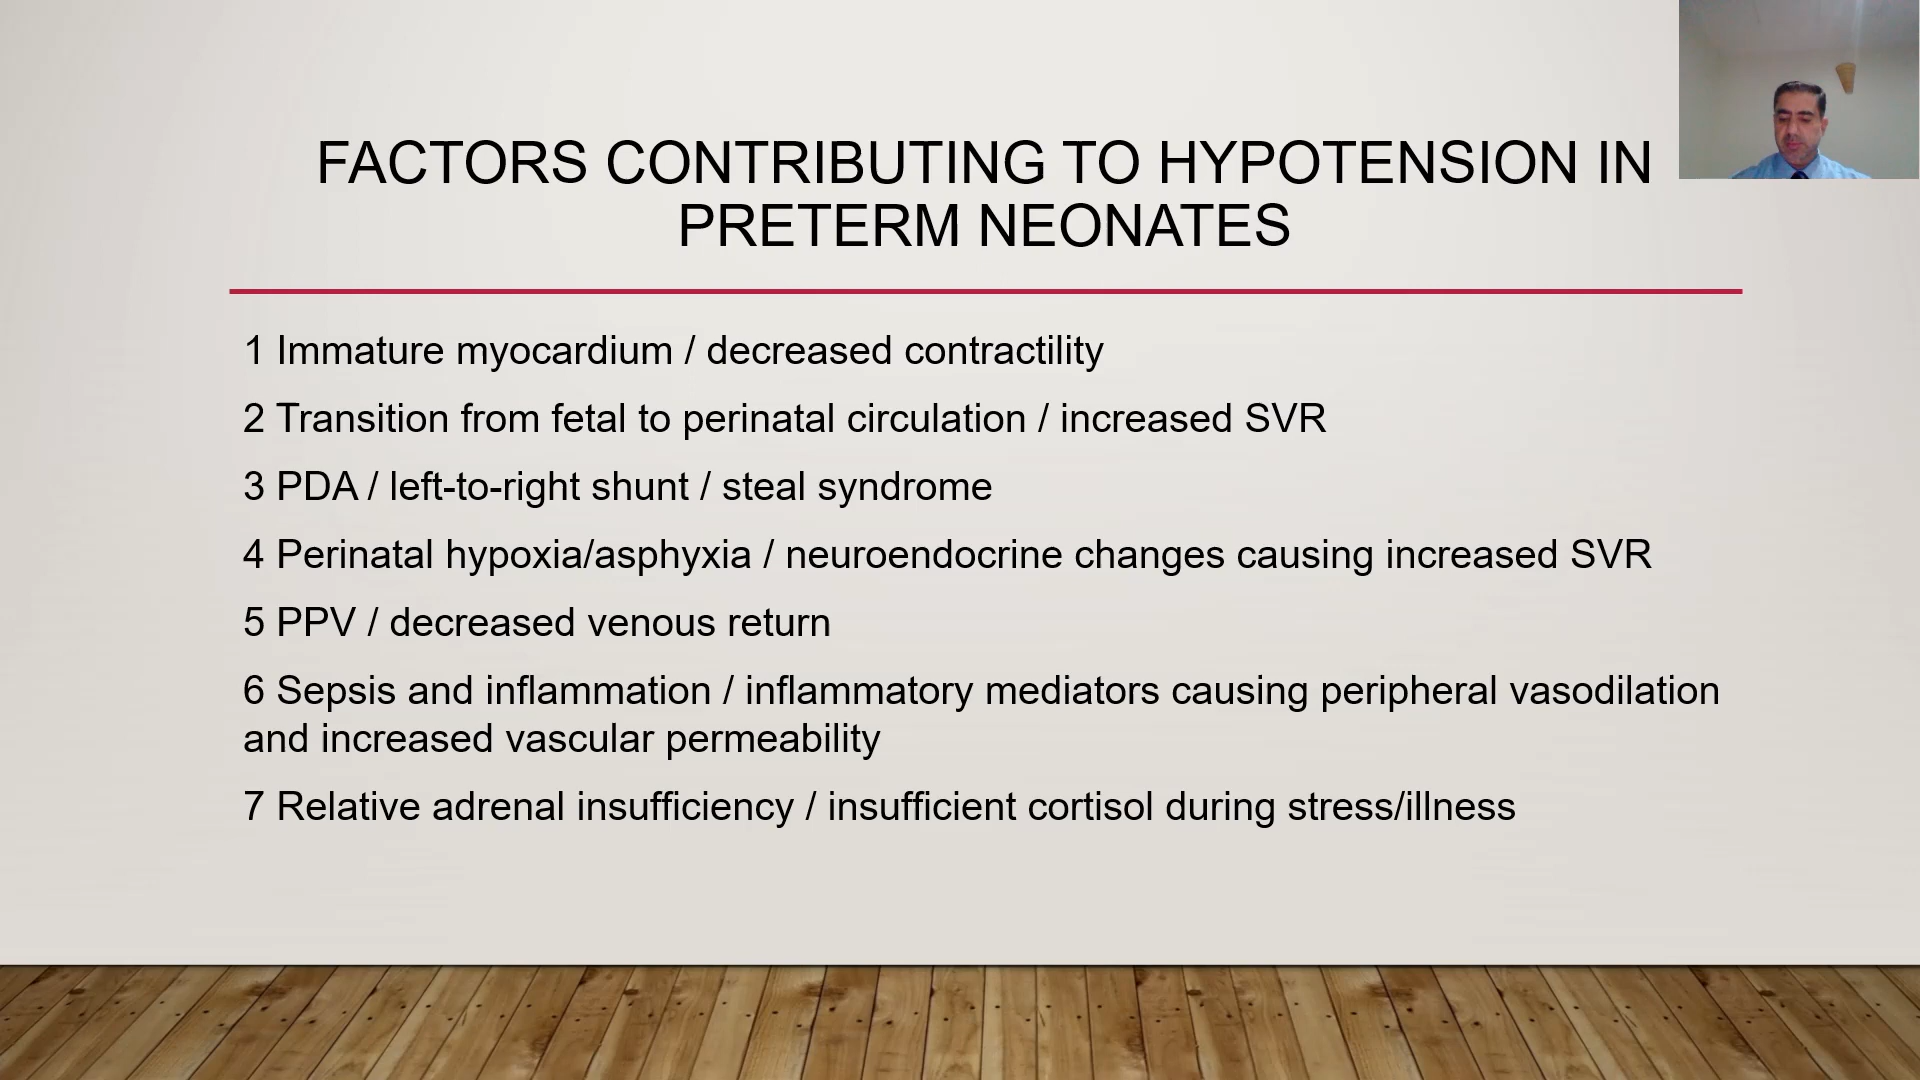 FACTORS CONTRIBUTING TO HYPOTENSION IN
PRETERM NEONATES
1 Immature myocardium / decreased contractility
2 Transition from fetal to perinatal circulation / increased SVR
3 PDA / left-to-right shunt / steal syndrome
4 Perinatal hypoxia/asphyxia / neuroendocrine changes causing increased SVR
5 PPV / decreased venous return
6 Sepsis and inflammation / inflammatory mediators causing peripheral vasodilation
and increased vascular permeability
7 Relative adrenal insufficiency / insufficient cortisol during stress/illness